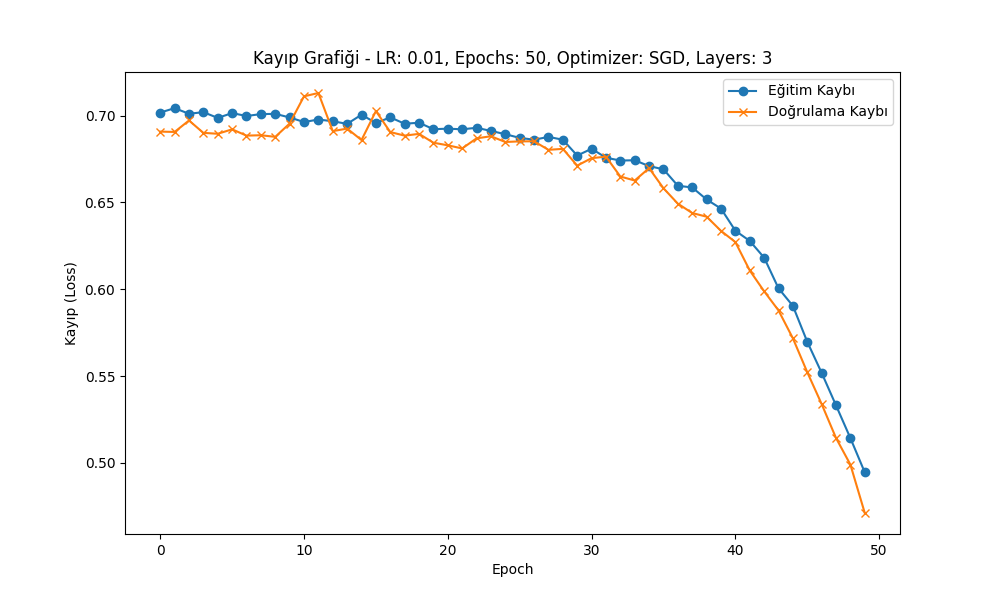 Kayıp Grafiği - LR: 0.01, Epochs: 50, Optimizer: SGD, Layers: 3
Eğitim Kaybı
Doğrulama Kaybı
Kayıp (Loss)
0.70
0.65
0.60
0.55
0.50
0 10 20 30 40 50
Epoch